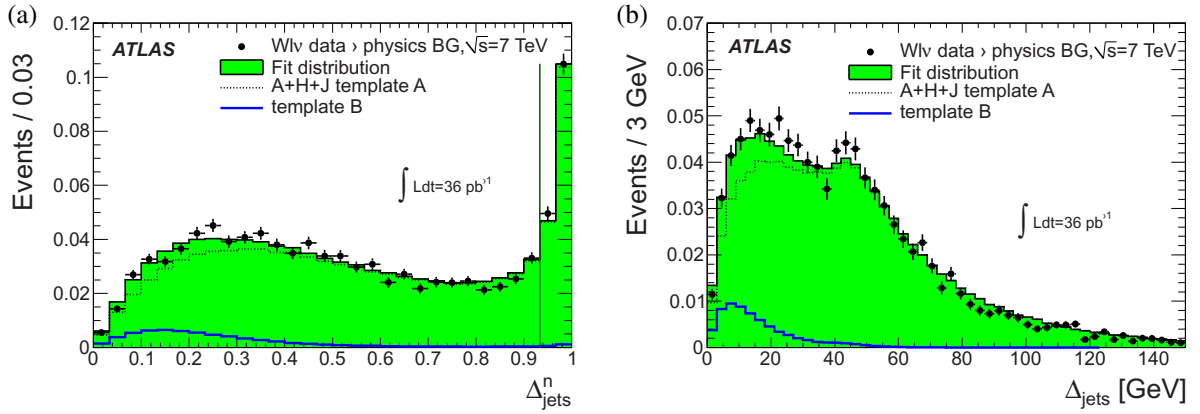 (a)
0.12
0.10
0.08
0.06
0.04
0.02
0.00
Events / 0.03
ATLAS
Wlν data › physics BG,√s=7 TeV
Fit distribution
A+H+J template A
template B
∫ Ldt=36 pb›1
0 0.1 0.2 0.3 0.4 0.5 0.6 0.7 0.8 0.9 1
Δⁿjets
(b)
0.07
0.06
0.05
0.04
0.03
0.02
0.01
0.00
Events / 3 GeV
ATLAS
Wlν data › physics BG,√s=7 TeV
Fit distribution
A+H+J template A
template B
∫ Ldt=36 pb›1
0 20 40 60 80 100 120 140
Δjets [GeV]